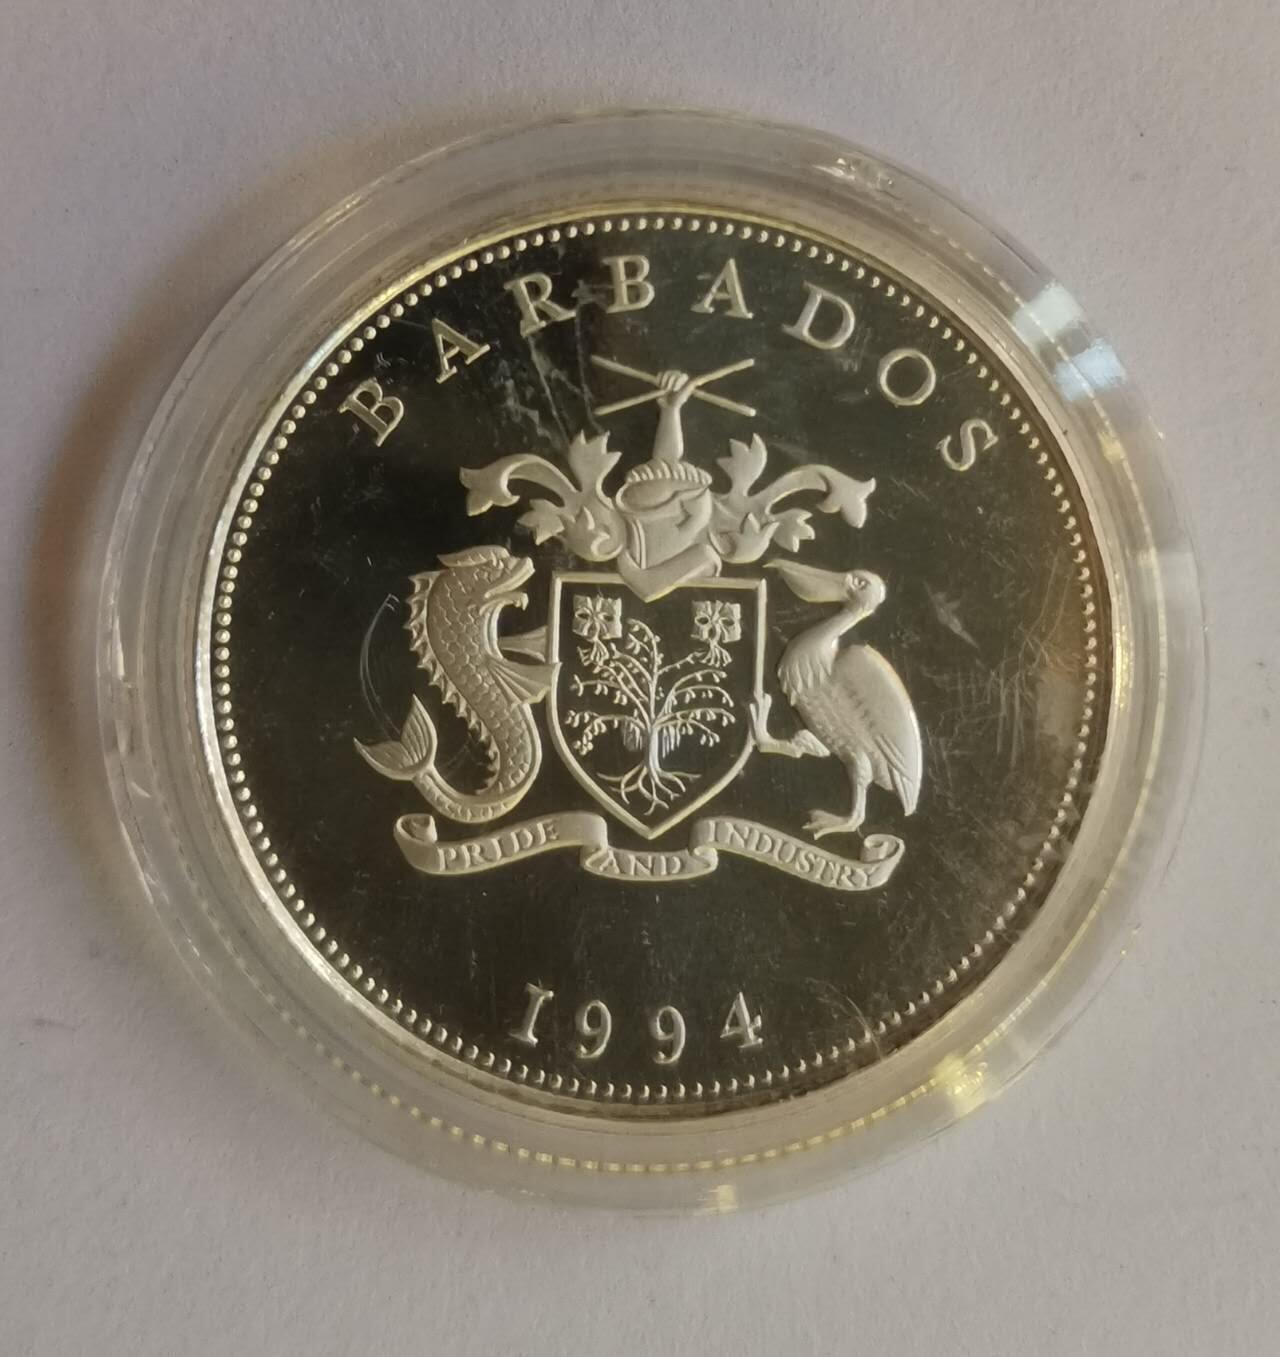 BARBADOS
PRIDE AND INDUSTRY
1994